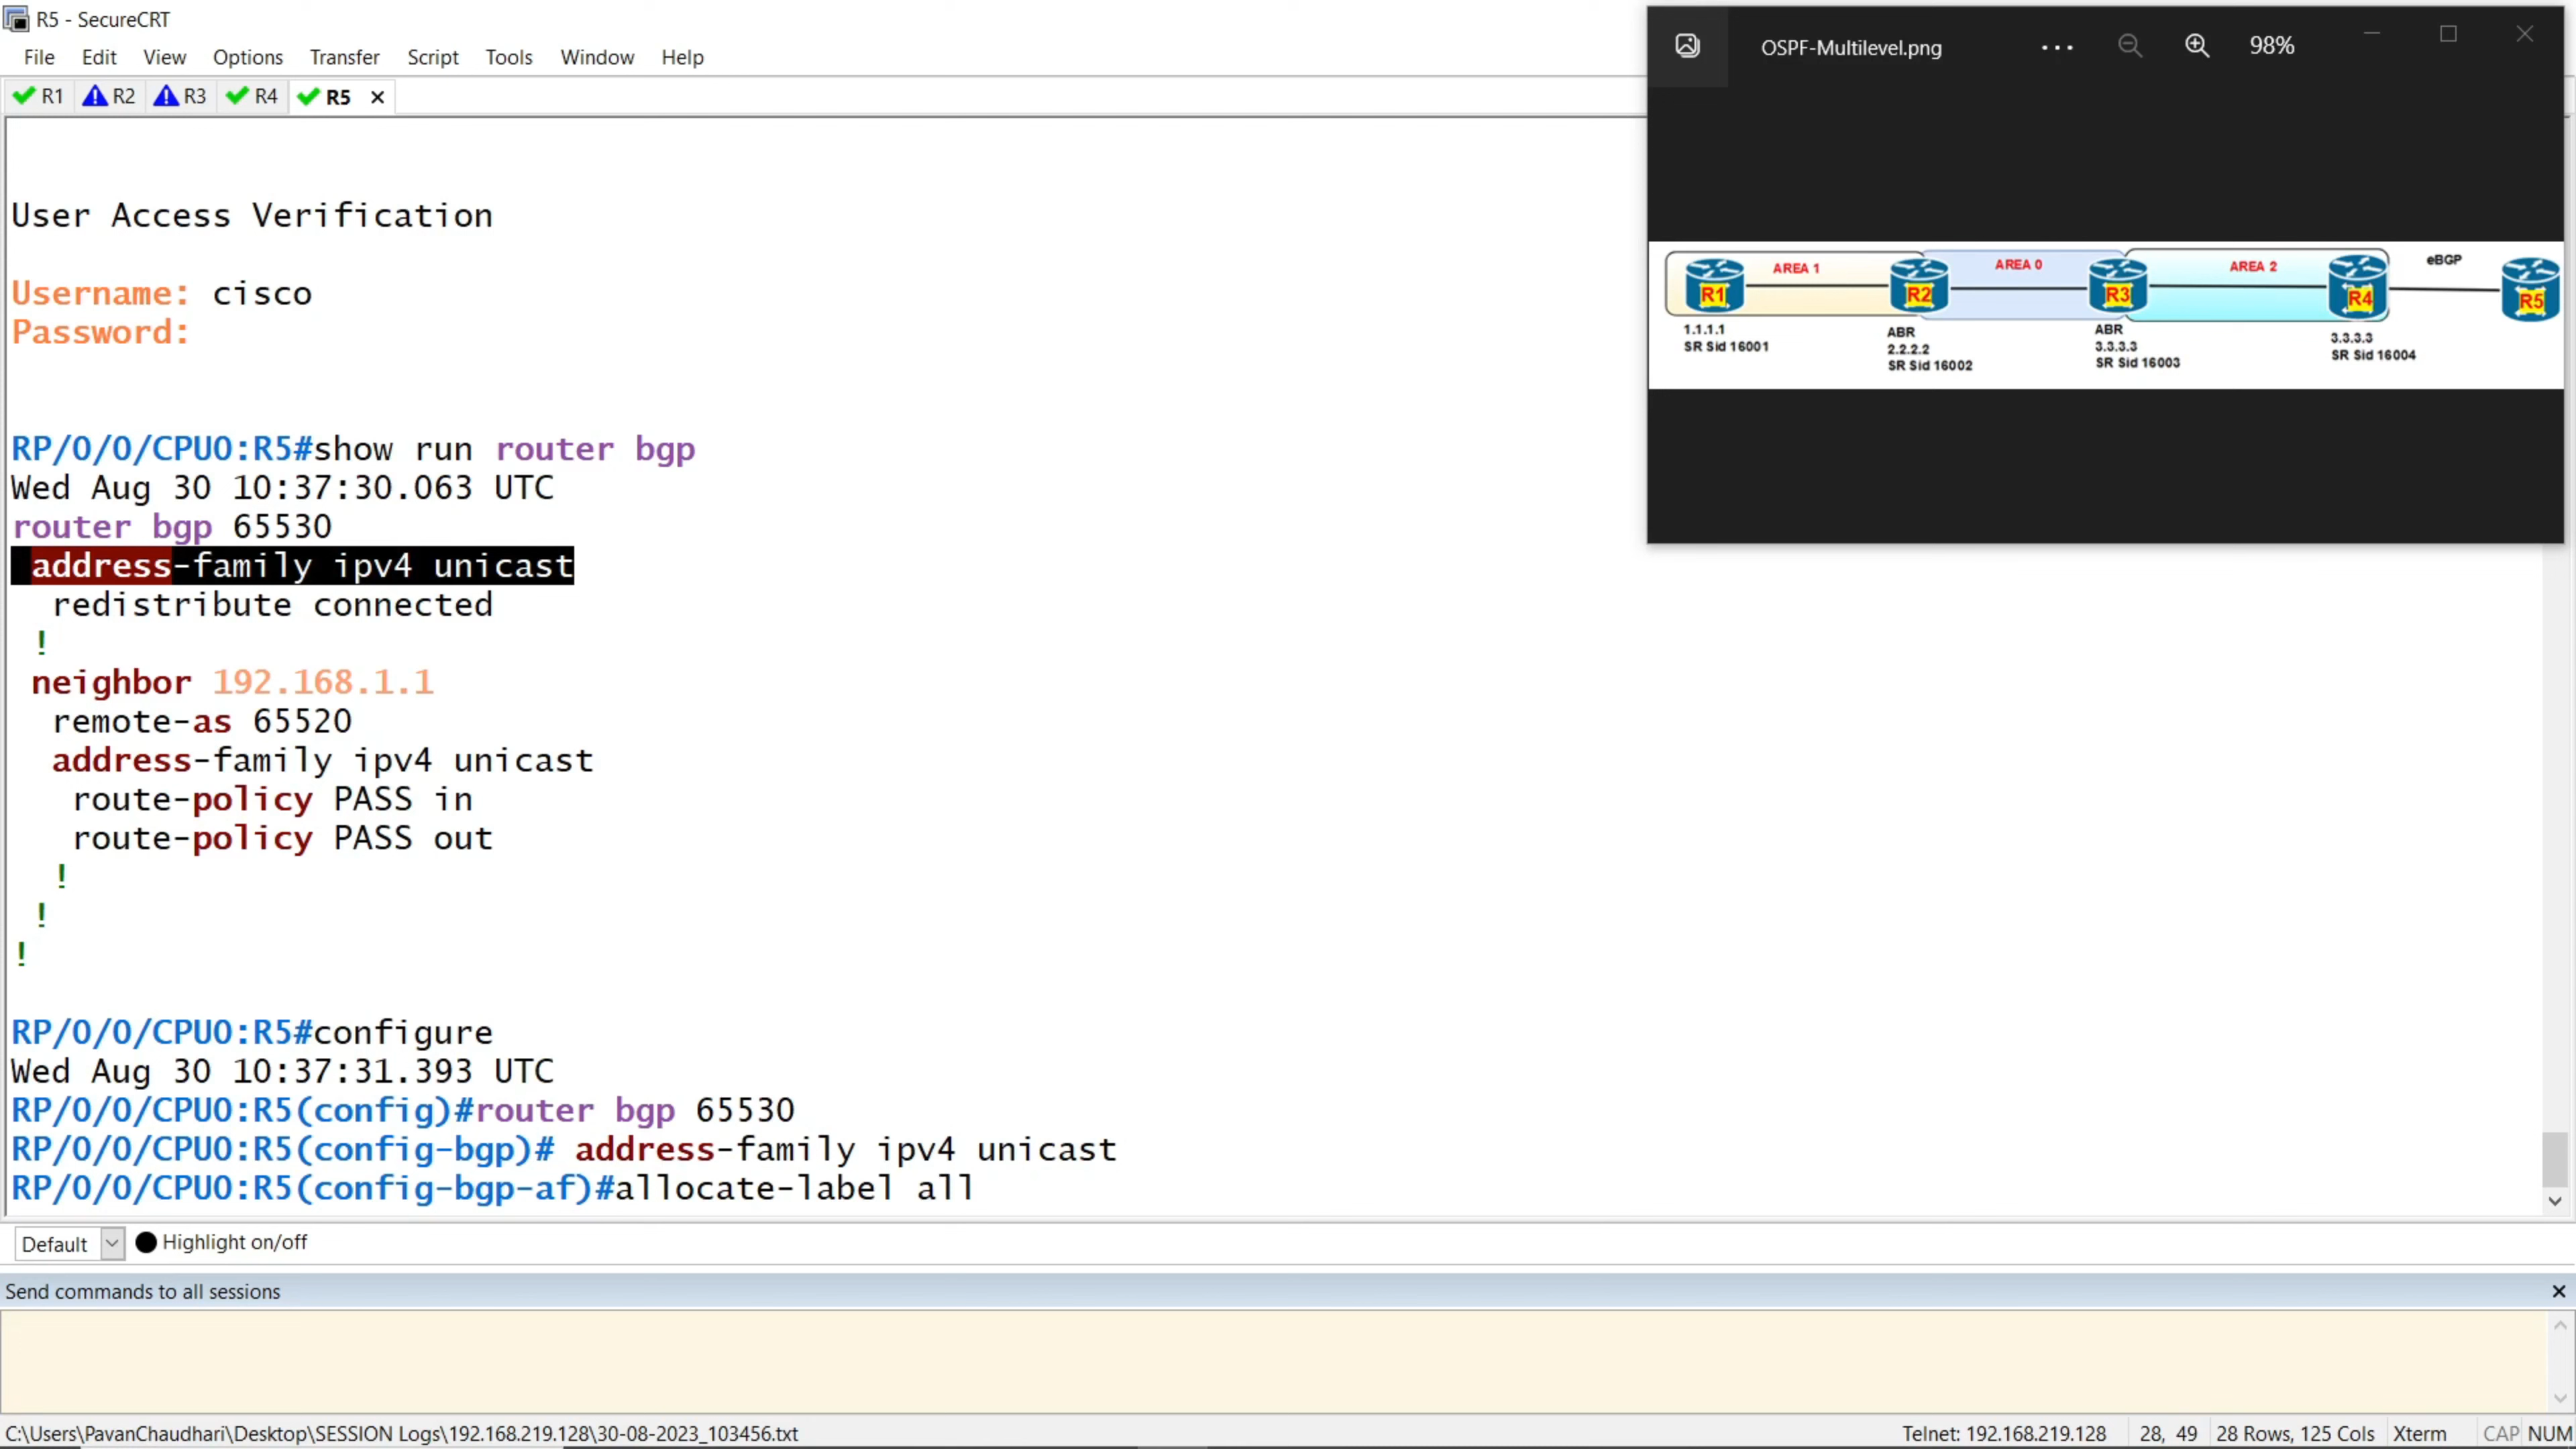 R5 - SecureCRT
File Edit View Options Transfer Script Tools Window Help
R1 R2 R3 R4 R5
User Access Verification
Username: cisco
Password:
RP/0/0/CPU0:R5#show run router bgp
Wed Aug 30 10:37:30.063 UTC
router bgp 65530
address-family ipv4 unicast
redistribute connected
!
neighbor 192.168.1.1
remote-as 65520
address-family ipv4 unicast
route-policy PASS in
route-policy PASS out
!
!
!
RP/0/0/CPU0:R5#configure
Wed Aug 30 10:37:31.393 UTC
RP/0/0/CPU0:R5(config)#router bgp 65530
RP/0/0/CPU0:R5(config-bgp)# address-family ipv4 unicast
RP/0/0/CPU0:R5(config-bgp-af)#allocate-label all
OSPF-Multilevel.png ... 98%
AREA 1 AREA 0 AREA 2 eBGP
R1 R2 R3 R4 R5
1.1.1.1
SR Sid 16001
ABR
2.2.2.2
SR Sid 16002
ABR
3.3.3.3
SR Sid 16003
3.3.3.3
SR Sid 16004
Default Highlight on/off
Send commands to all sessions
C:\Users\PavanChaudhari\Desktop\SESSION Logs\192.168.219.128\30-08-2023_103456.txt Telnet: 192.168.219.128 28, 49 28 Rows, 125 Cols Xterm CAP NUM